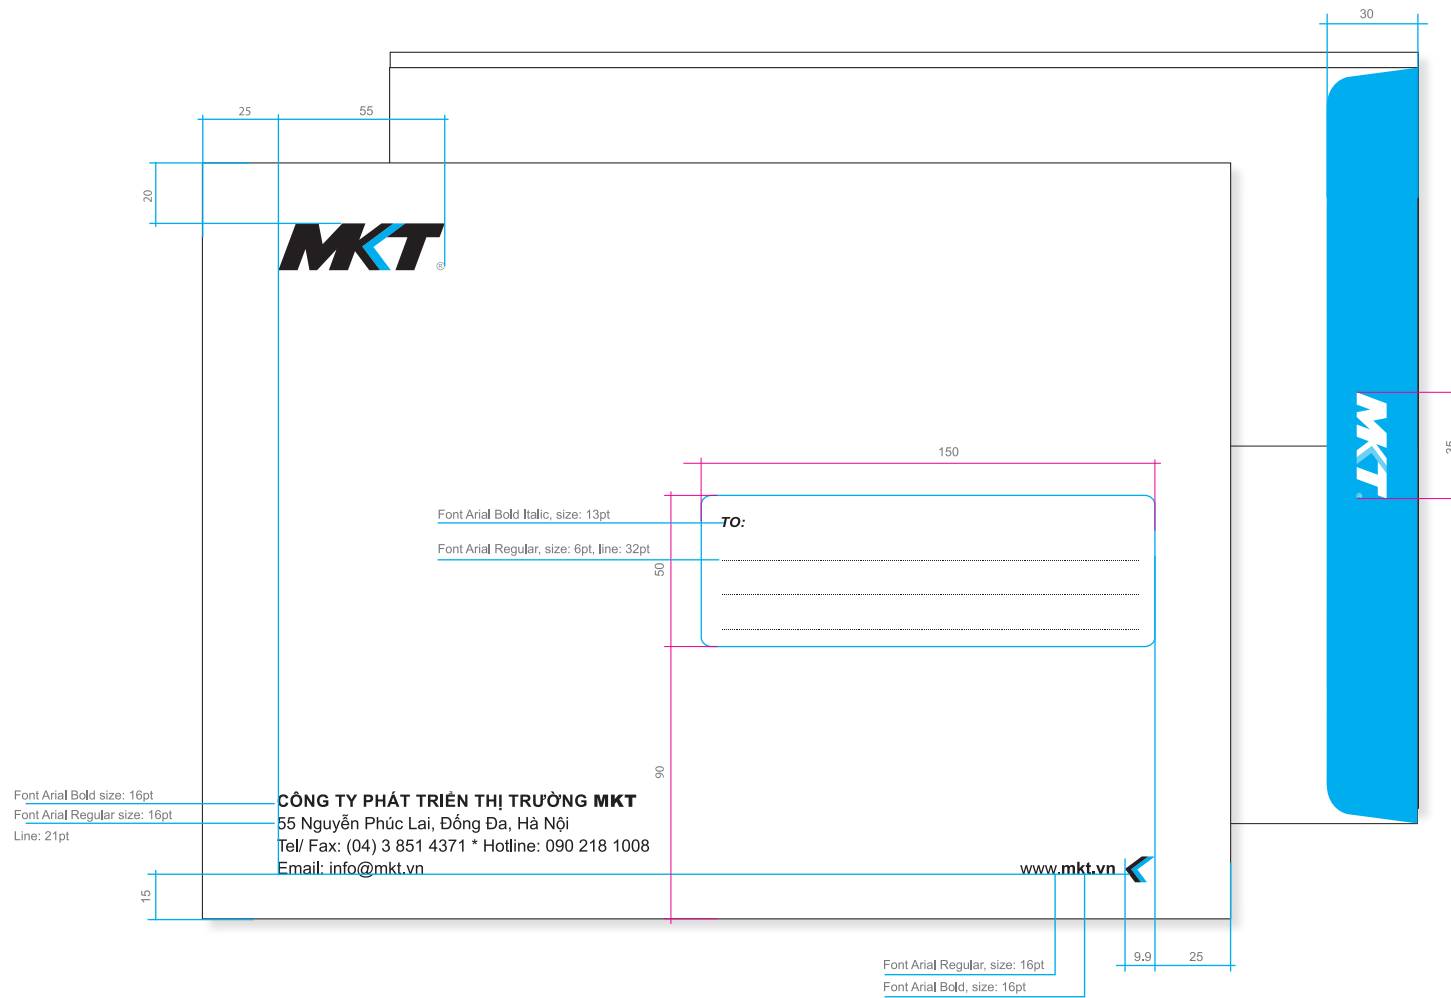 30
25
55
20
MKT
®
MKT
35
150
Font Arial Bold Italic, size: 13pt
TO:
Font Arial Regular, size: 6pt, line: 32pt
50
90
Font Arial Bold size: 16pt
CÔNG TY PHÁT TRIỂN THỊ TRƯỜNG MKT
Font Arial Regular size: 16pt
55 Nguyễn Phúc Lai, Đống Đa, Hà Nội
Line: 21pt
Tel/ Fax: (04) 3 851 4371 * Hotline: 090 218 1008
Email: info@mkt.vn
www.mkt.vn
15
9.9
25
Font Arial Regular, size: 16pt
Font Arial Bold, size: 16pt